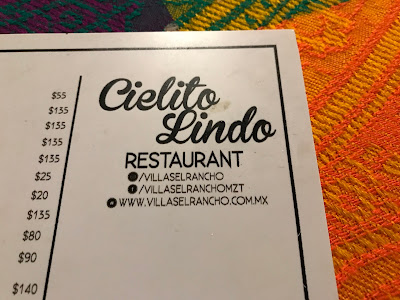 $55
$135
$135
$135
$135
$25
$20
$135
$80
$90
$140
Cielito
Lindo
RESTAURANT
/VILLASELRANCHO
/VILLASELRANCHOMZT
WWW.VILLASELRANCHO.COM.MX